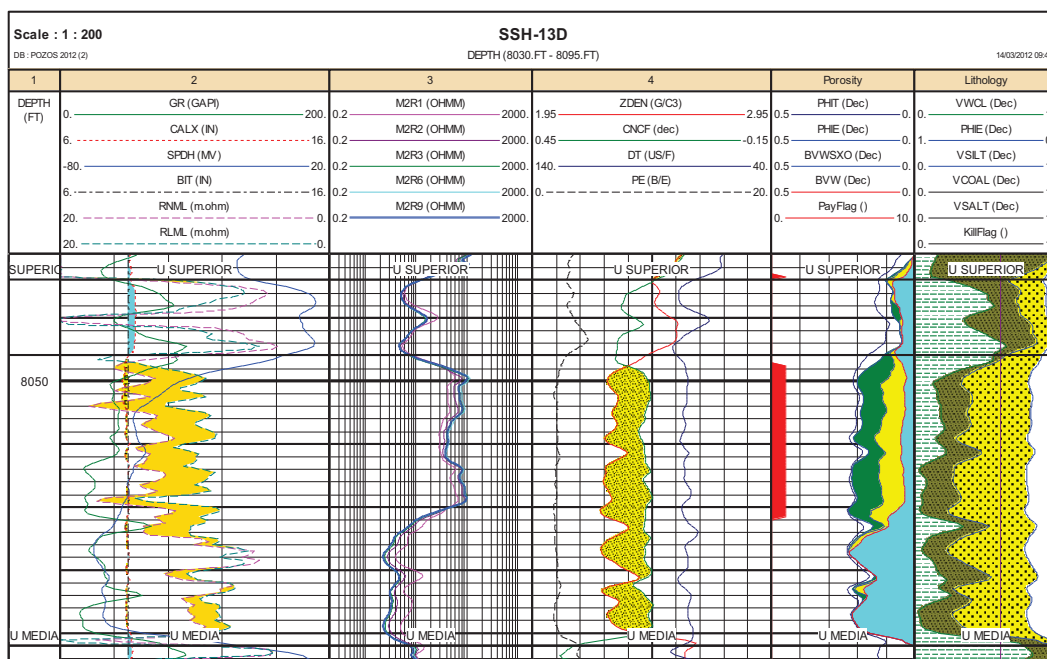 Scale : 1 : 200
SSH-13D
DB : POZOS 2012 (2)
DEPTH (8030.FT - 8095.FT)
14/03/2012 09:4
1 2 3 4 Porosity Lithology
DEPTH
(FT)
GR (GAPI)
0. 200.
CALX (IN)
6. 16.
SPDH (MV)
-80. 20.
BIT (IN)
6. 16.
RNML (m.ohm)
20. 0.
RLML (m.ohm)
20. 0.
M2R1 (OHMM)
0.2 2000.
M2R2 (OHMM)
0.2 2000.
M2R3 (OHMM)
0.2 2000.
M2R6 (OHMM)
0.2 2000.
M2R9 (OHMM)
0.2 2000.
ZDEN (G/C3)
1.95 2.95
CNCF (dec)
0.45 -0.15
DT (US/F)
140. 40.
PE (B/E)
0. 20.
PHIT (Dec)
0.5 0.
PHIE (Dec)
0.5 0.
BVWSXO (Dec)
0.5 0.
BVW (Dec)
0.5 0.
PayFlag ()
0. 10.
VWCL (Dec)
0.
PHIE (Dec)
1.
VSILT (Dec)
0.
VCOAL (Dec)
0.
VSALT (Dec)
0.
KillFlag ()
0.
SUPERIO U SUPERIOR U SUPERIOR U SUPERIOR U SUPERIOR
8050
U MEDIA U MEDIA U MEDIA U MEDIA U MEDIA